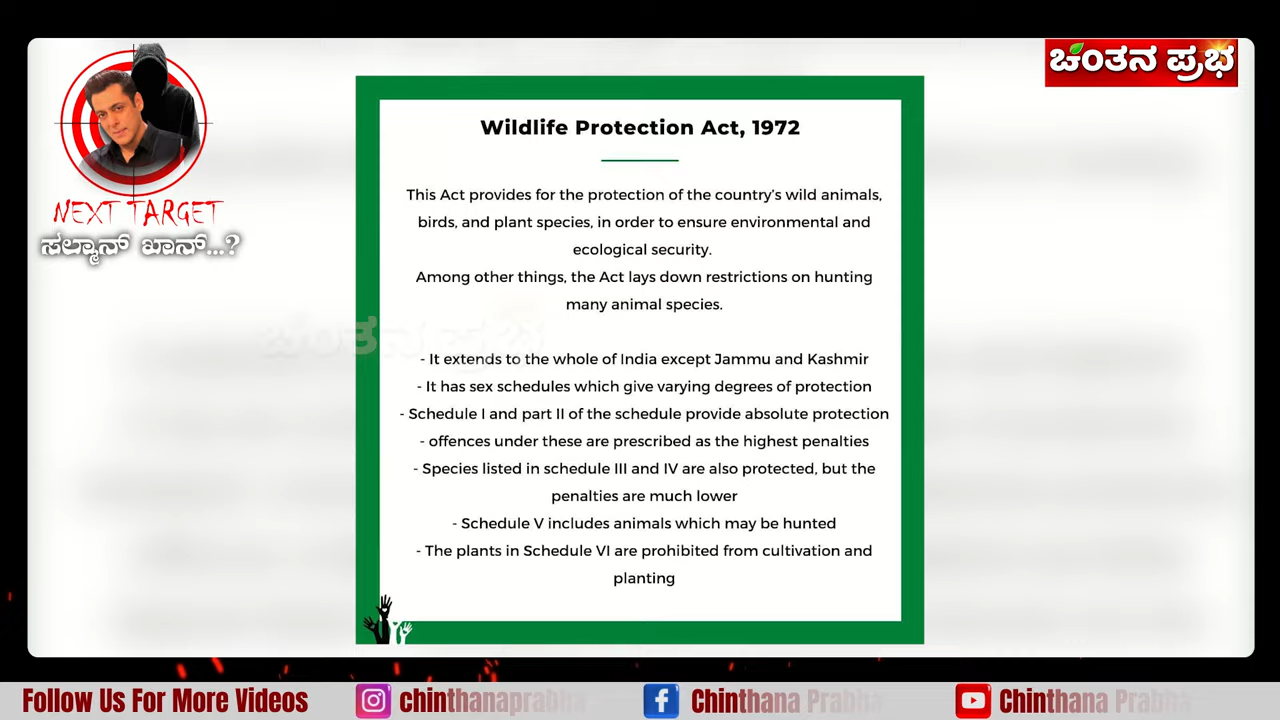 ಚಿಂತನ ಪ್ರಭ
NEXT TARGET
ಸಲ್ಮಾನ್ ಖಾನ್...?
Wildlife Protection Act, 1972
This Act provides for the protection of the country’s wild animals,
birds, and plant species, in order to ensure environmental and
ecological security.
Among other things, the Act lays down restrictions on hunting
many animal species.
ಚಿಂತನ ಪ್ರಭ
- It extends to the whole of India except Jammu and Kashmir
- It has sex schedules which give varying degrees of protection
- Schedule I and part II of the schedule provide absolute protection
- offences under these are prescribed as the highest penalties
- Species listed in schedule III and IV are also protected, but the
penalties are much lower
- Schedule V includes animals which may be hunted
- The plants in Schedule VI are prohibited from cultivation and
planting
Follow Us For More Videos chinthanaprabha Chinthana Prabha Chinthana Prabha